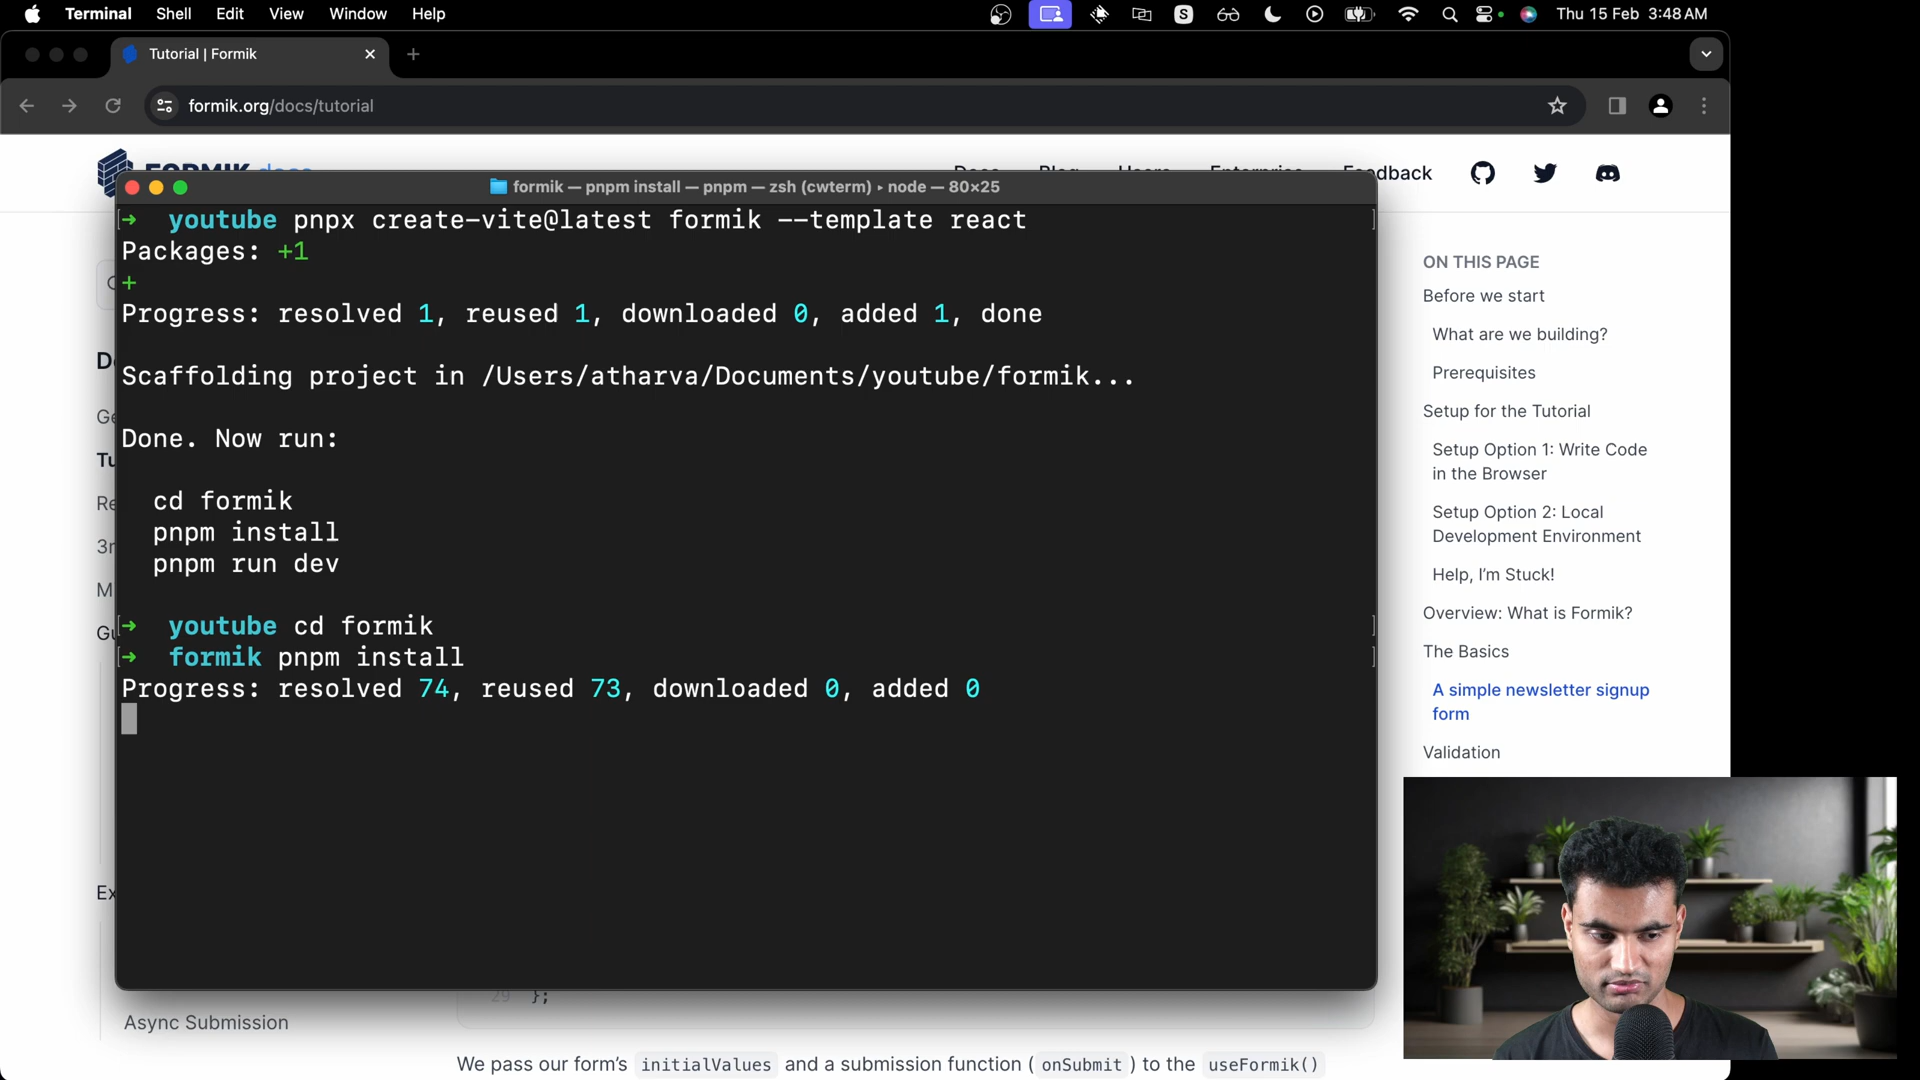 Terminal Shell Edit View Window Help
S Thu 15 Feb 3:48 AM
Tutorial | Formik
formik.org/docs/tutorial
FORMIK docs Docs Blog Users Enterprise Feedback
formik — pnpm install — pnpm — zsh (cwterm) ▸ node — 80×25
➜ youtube pnpx create-vite@latest formik --template react
Packages: +1
+
Progress: resolved 1, reused 1, downloaded 0, added 1, done
Scaffolding project in /Users/atharva/Documents/youtube/formik...
Done. Now run:
cd formik
pnpm install
pnpm run dev
➜ youtube cd formik
➜ formik pnpm install
Progress: resolved 74, reused 73, downloaded 0, added 0
ON THIS PAGE
Before we start
What are we building?
Prerequisites
Setup for the Tutorial
Setup Option 1: Write Code
in the Browser
Setup Option 2: Local
Development Environment
Help, I'm Stuck!
Overview: What is Formik?
The Basics
A simple newsletter signup
form
Validation
29 };
Async Submission
We pass our form's initialValues and a submission function ( onSubmit ) to the useFormik()